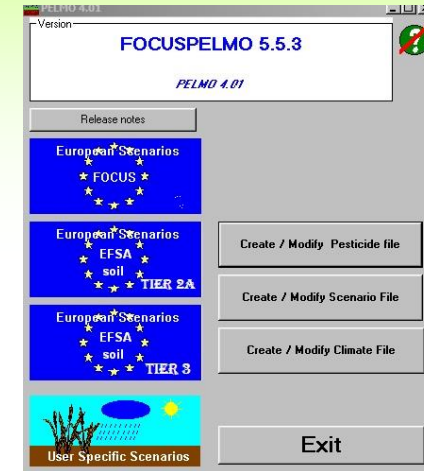 PELMO 4.01
Version
FOCUSPELMO 5.5.3
PELMO 4.01
Release notes
European Scenarios
FOCUS
European Scenarios
EFSA
soil
TIER 2A
European Scenarios
EFSA
soil
TIER 3
User Specific Scenarios
Create / Modify Pesticide file
Create / Modify Scenario File
Create / Modify Climate File
Exit